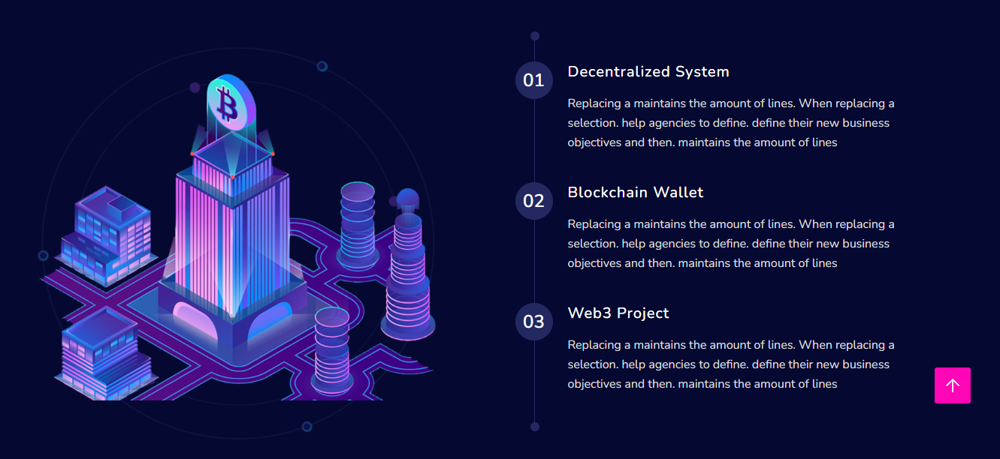 01
Decentralized System
Replacing a maintains the amount of lines. When replacing a
selection. help agencies to define. define their new business
objectives and then. maintains the amount of lines
02
Blockchain Wallet
Replacing a maintains the amount of lines. When replacing a
selection. help agencies to define. define their new business
objectives and then. maintains the amount of lines
03
Web3 Project
Replacing a maintains the amount of lines. When replacing a
selection. help agencies to define. define their new business
objectives and then. maintains the amount of lines